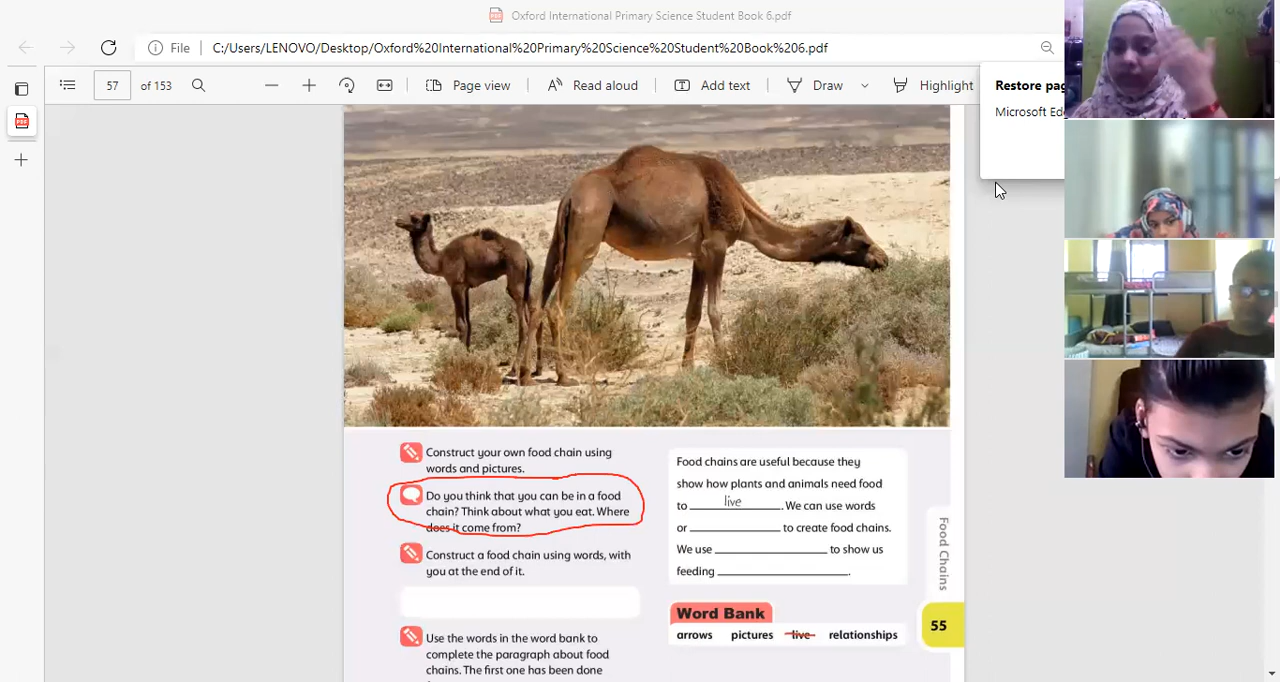 Oxford International Primary Science Student Book 6.pdf
File
C:/Users/LENOVO/Desktop/Oxford%20International%20Primary%20Science%20Student%20Book%206.pdf
57
of 153
Page view
Read aloud
Add text
Draw
Highlight
Restore pag
Microsoft Ed
Construct your own food chain using
words and pictures.
Do you think that you can be in a food
chain? Think about what you eat. Where
does it come from?
Construct a food chain using words, with
you at the end of it.
Use the words in the word bank to
complete the paragraph about food
chains. The first one has been done
Food chains are useful because they
show how plants and animals need food
to live. We can use words
or ____________ to create food chains.
We use ____________ to show us
feeding ____________.
Word Bank
arrows pictures live relationships
Food Chains
55